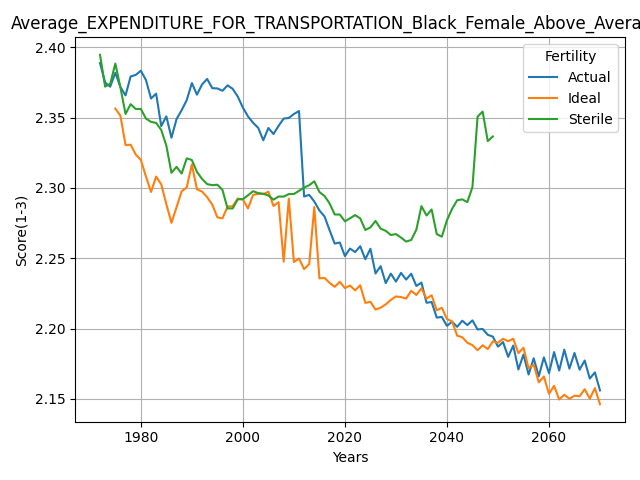 Average_EXPENDITURE_FOR_TRANSPORTATION_Black_Female_Above_Avera
2.40
2.35
2.30
2.25
2.20
2.15
Score(1-3)
Fertility
Actual
Ideal
Sterile
1980
2000
2020
2040
2060
Years